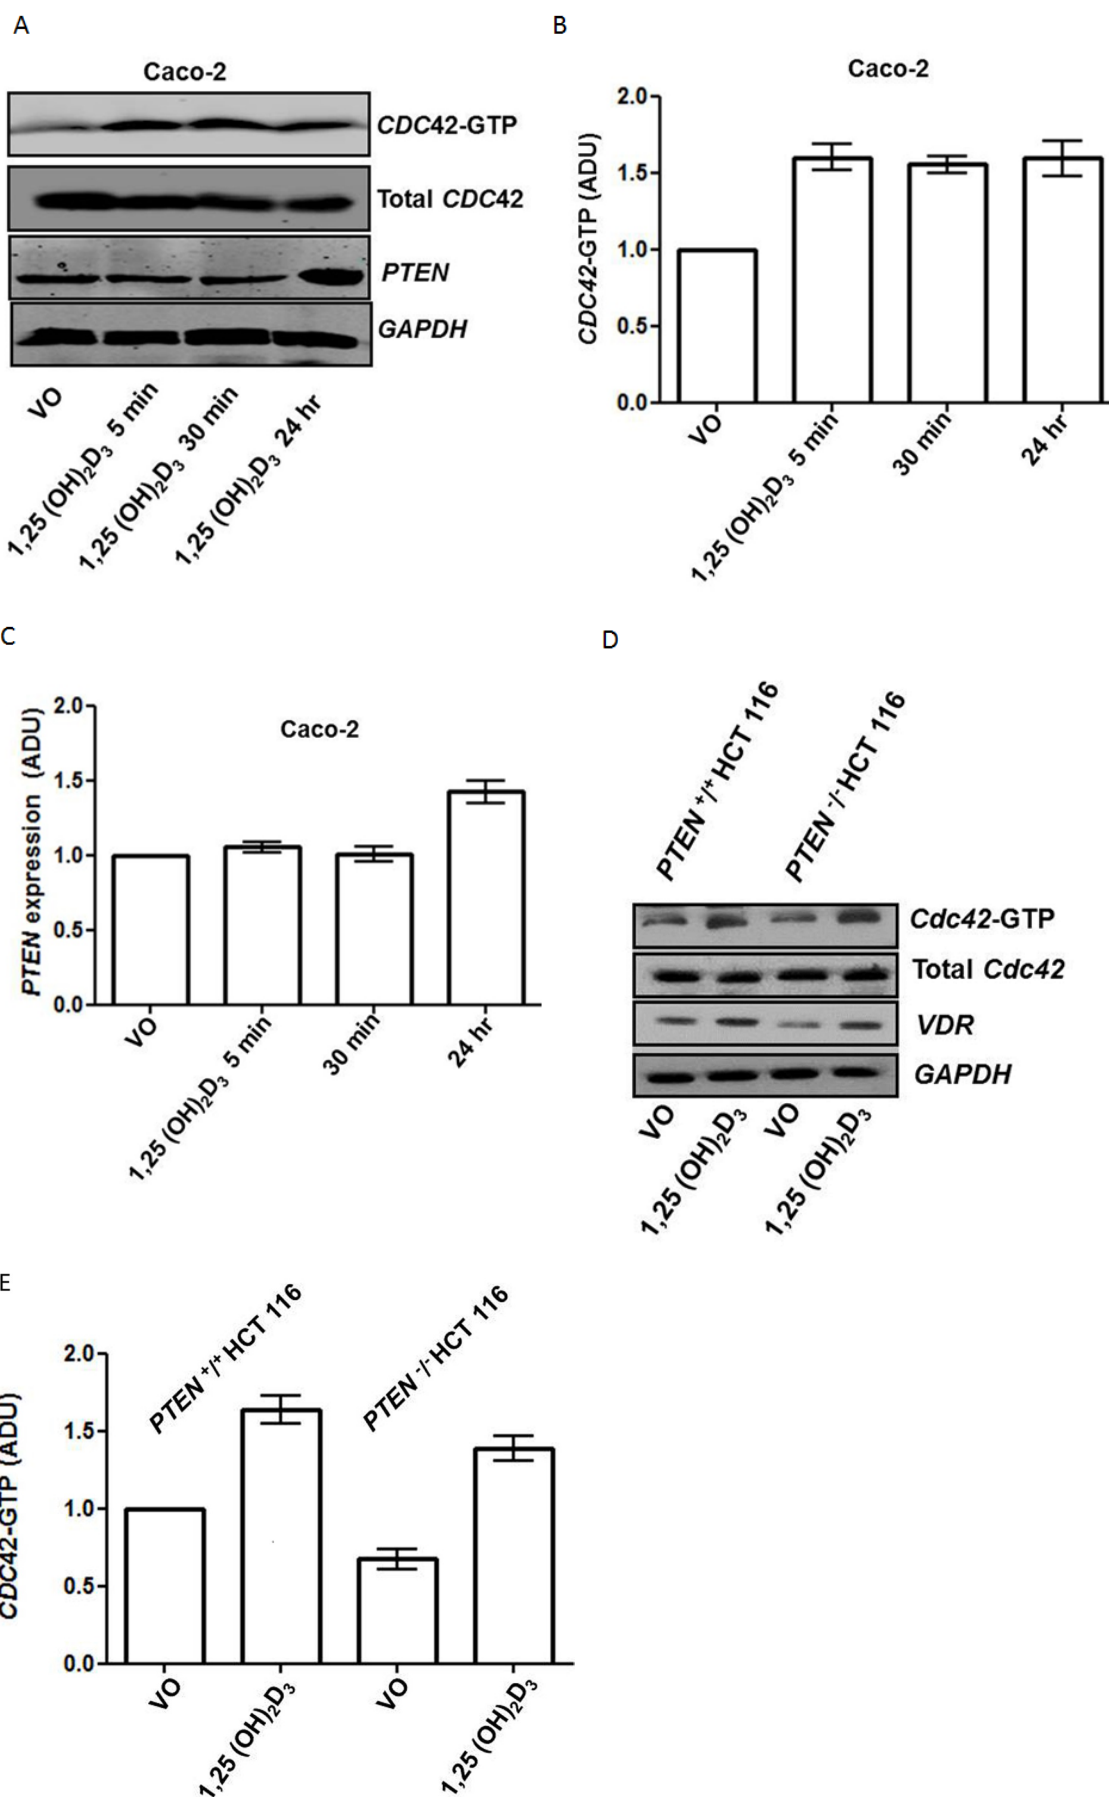 A
Caco-2
CDC42-GTP
Total CDC42
PTEN
GAPDH
VO
1,25 (OH)₂D₃ 5 min
1,25 (OH)₂D₃ 30 min
1,25 (OH)₂D₃ 24 hr
B
Caco-2
CDC42-GTP (ADU)
2.0
1.5
1.0
0.5
0.0
VO
1,25 (OH)₂D₃ 5 min
30 min
24 hr
C
Caco-2
PTEN expression (ADU)
2.0
1.5
1.0
0.5
0.0
VO
1,25 (OH)₂D₃ 5 min
30 min
24 hr
D
PTEN +/+ HCT 116
PTEN -/- HCT 116
Cdc42-GTP
Total Cdc42
VDR
GAPDH
VO
1,25 (OH)₂D₃
VO
1,25 (OH)₂D₃
E
PTEN +/+ HCT 116
PTEN -/- HCT 116
CDC42-GTP (ADU)
2.0
1.5
1.0
0.5
0.0
VO
1,25 (OH)₂D₃
VO
1,25 (OH)₂D₃